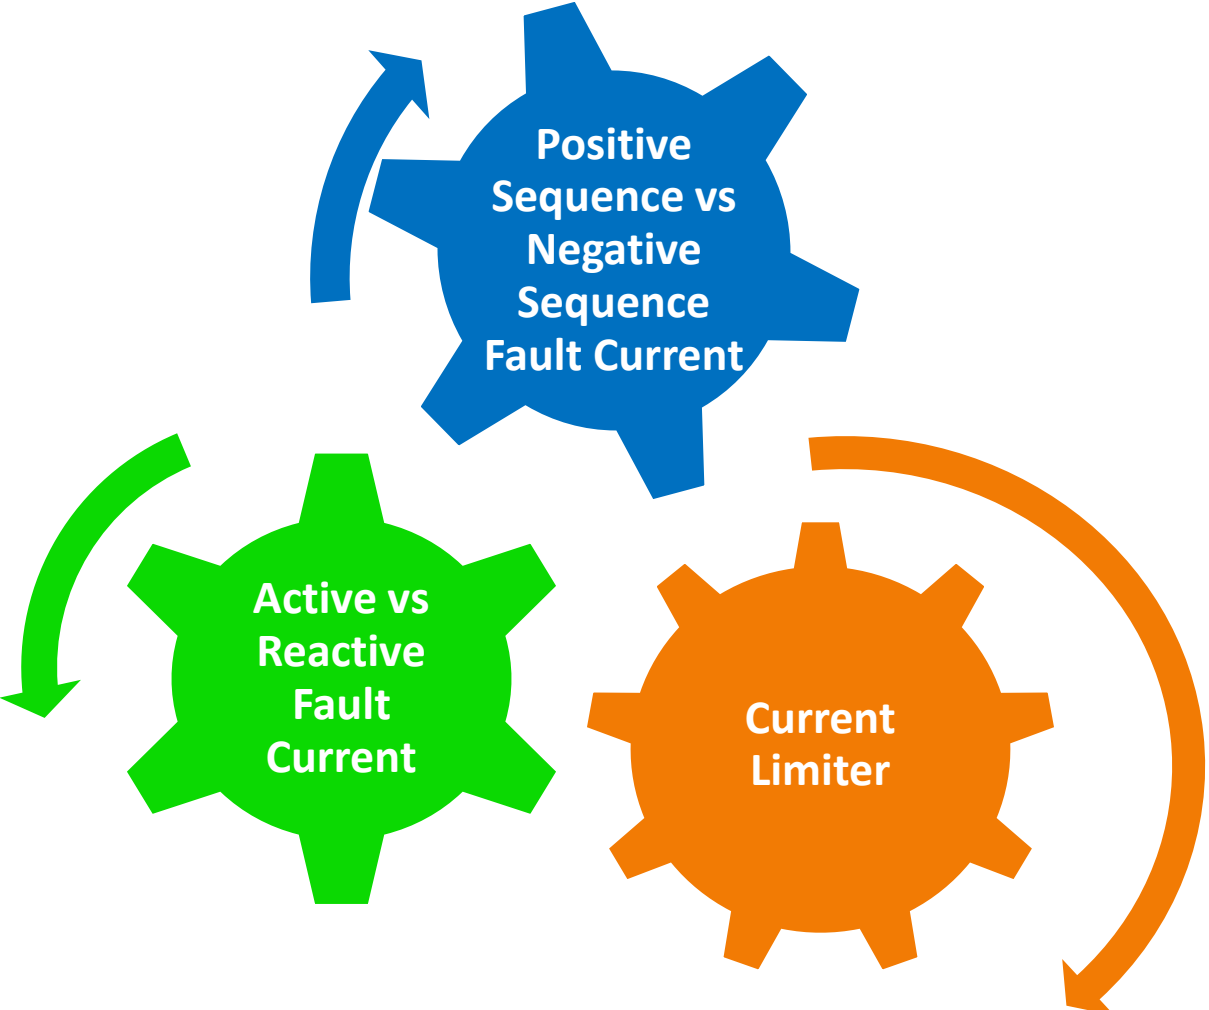 Positive
Sequence vs
Negative
Sequence
Fault Current
Active vs
Reactive
Fault
Current
Current
Limiter